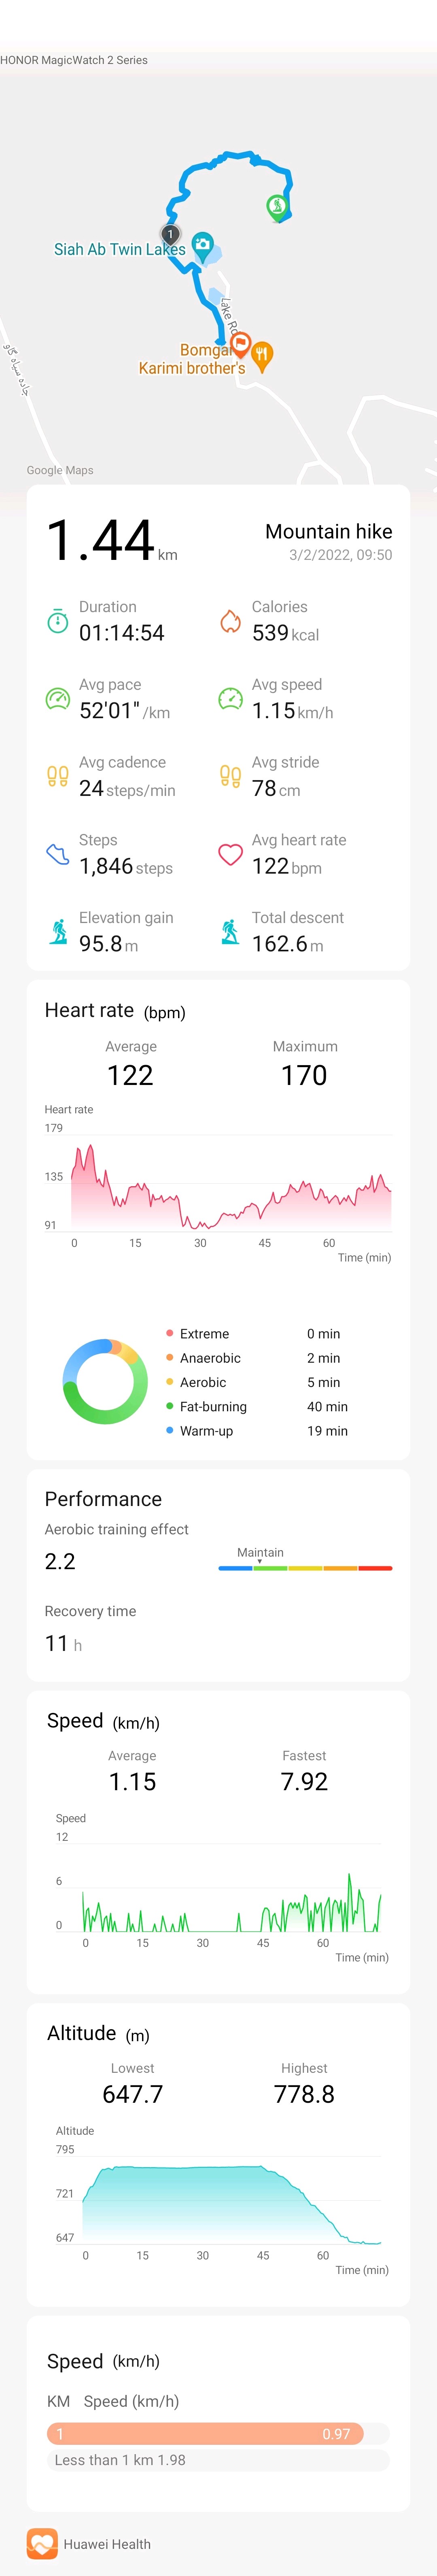 HONOR MagicWatch 2 Series
1
Siah Ab Twin Lakes
Lake Rd
Bomga
Karimi brother's
جاده سیاه گاو
Google Maps
1.44 km
Mountain hike
3/2/2022, 09:50
Duration
01:14:54
Calories
539 kcal
Avg pace
52'01" /km
Avg speed
1.15 km/h
Avg cadence
24 steps/min
Avg stride
78 cm
Steps
1,846 steps
Avg heart rate
122 bpm
Elevation gain
95.8 m
Total descent
162.6 m
Heart rate (bpm)
Average Maximum
122 170
Heart rate
179
135
91
0 15 30 45 60
Time (min)
Extreme 0 min
Anaerobic 2 min
Aerobic 5 min
Fat-burning 40 min
Warm-up 19 min
Performance
Aerobic training effect
2.2
Maintain
Recovery time
11 h
Speed (km/h)
Average Fastest
1.15 7.92
Speed
12
6
0
0 15 30 45 60
Time (min)
Altitude (m)
Lowest Highest
647.7 778.8
Altitude
795
721
647
0 15 30 45 60
Time (min)
Speed (km/h)
KM Speed (km/h)
1 0.97
Less than 1 km 1.98
Huawei Health